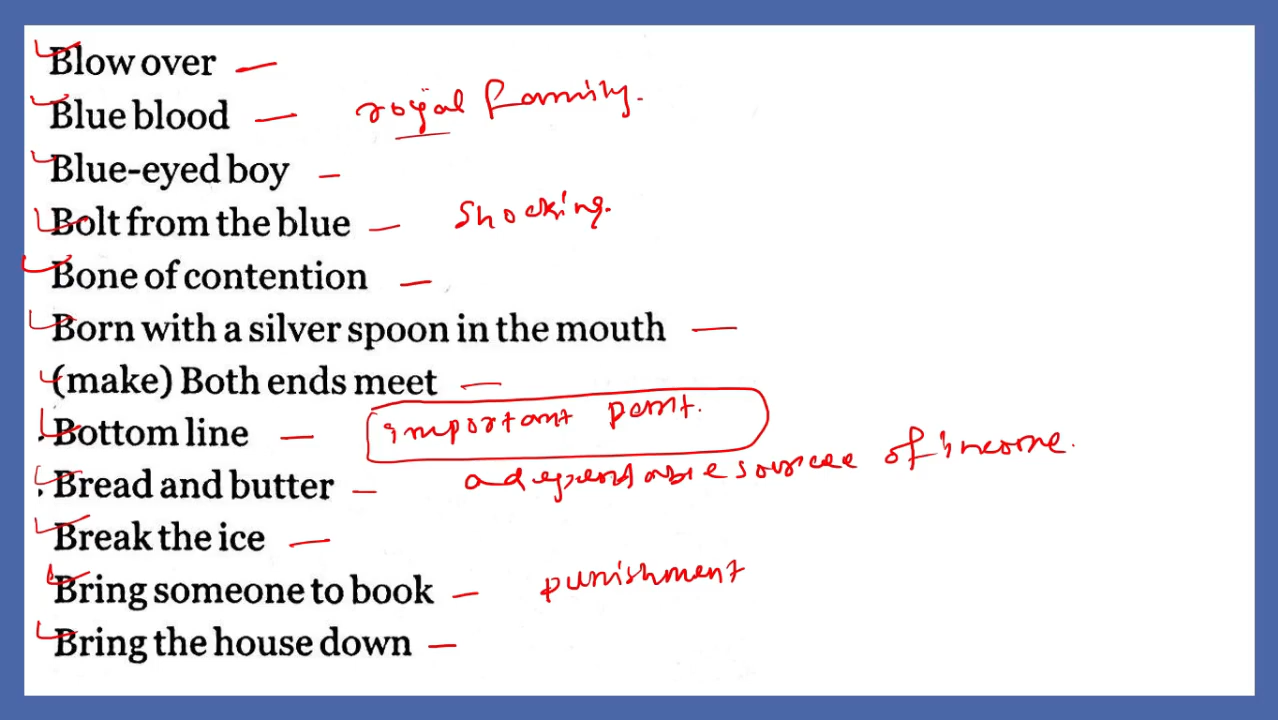 Blow over —
Blue blood — royal family.
Blue-eyed boy —
Bolt from the blue — Shocking.
Bone of contention —
Born with a silver spoon in the mouth —
(make) Both ends meet —
Bottom line — important point.
Bread and butter — a dependable source of income.
Break the ice —
Bring someone to book — punishment
Bring the house down —